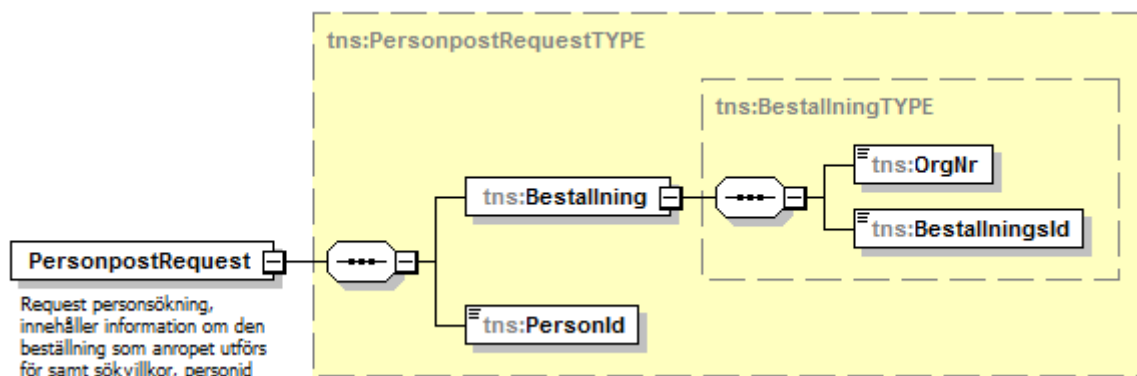 tns:PersonpostRequestTYPE
tns:BestallningTYPE
tns:OrgNr
tns:Bestallning
tns:BestallningsId
PersonpostRequest
Request personsökning,
innehåller information om den
beställning som anropet utförs
för samt sökvillkor, personid
tns:PersonId